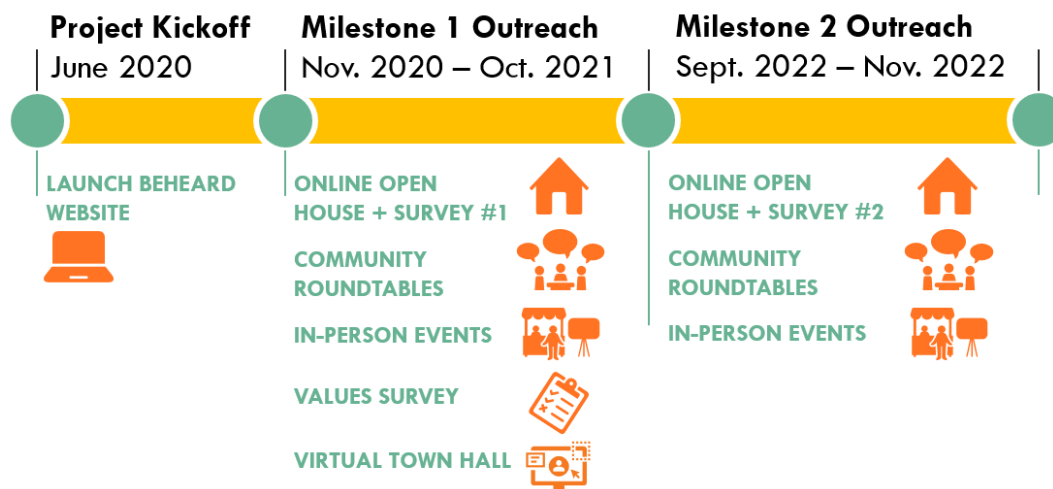 Project Kickoff
June 2020
LAUNCH BEHEARD
WEBSITE
Milestone 1 Outreach
Nov. 2020 – Oct. 2021
ONLINE OPEN
HOUSE + SURVEY #1
COMMUNITY
ROUNDTABLES
IN-PERSON EVENTS
VALUES SURVEY
VIRTUAL TOWN HALL
Milestone 2 Outreach
Sept. 2022 – Nov. 2022
ONLINE OPEN
HOUSE + SURVEY #2
COMMUNITY
ROUNDTABLES
IN-PERSON EVENTS